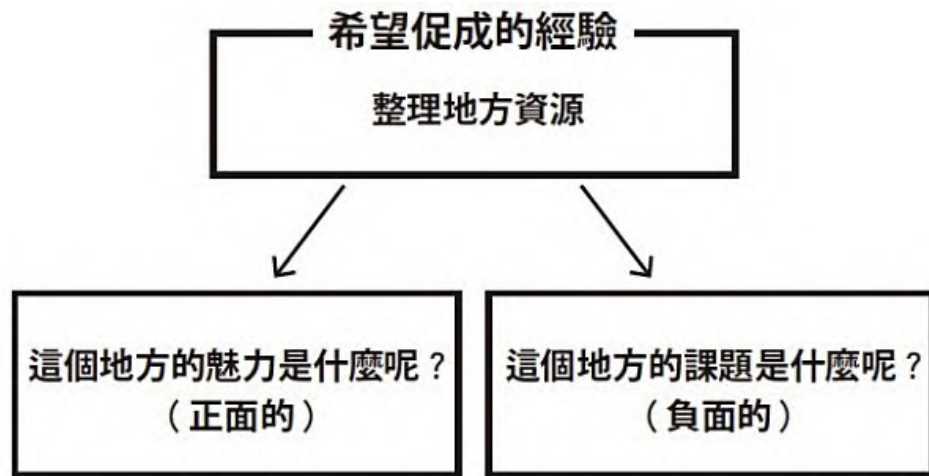 希望促成的經驗
整理地方資源
這個地方的魅力是什麼呢？
（正面的）
這個地方的課題是什麼呢？
（負面的）